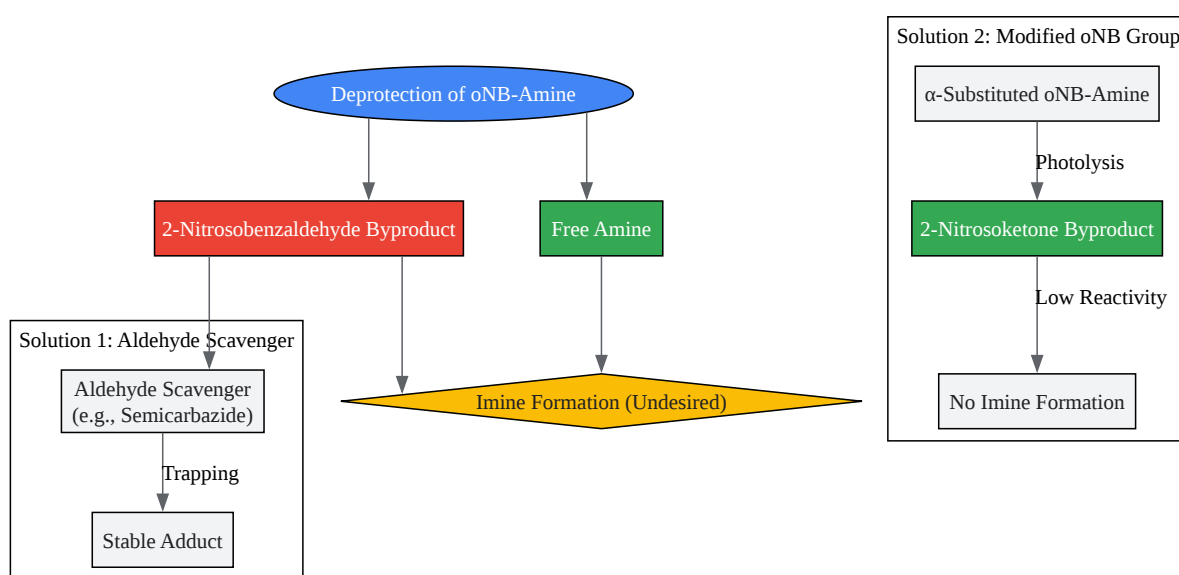 Deprotection of oNB-Amine
2-Nitrosobenzaldehyde Byproduct
Free Amine
Imine Formation (Undesired)
Solution 1: Aldehyde Scavenger
Aldehyde Scavenger
(e.g., Semicarbazide)
Trapping
Stable Adduct
Solution 2: Modified oNB Group
α-Substituted oNB-Amine
Photolysis
2-Nitrosoketone Byproduct
Low Reactivity
No Imine Formation